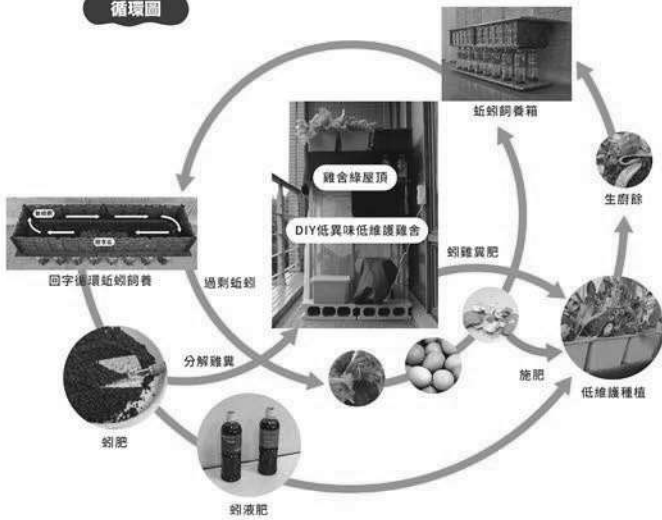 循環圖
蚯蚓飼養箱
雞舍綠屋頂
生廚餘
DIY低異味低維護雞舍
蚓雞糞肥
回字循環蚯蚓飼養
過剩蚯蚓
分解雞糞
施肥
低維護種植
蚓肥
蚓液肥